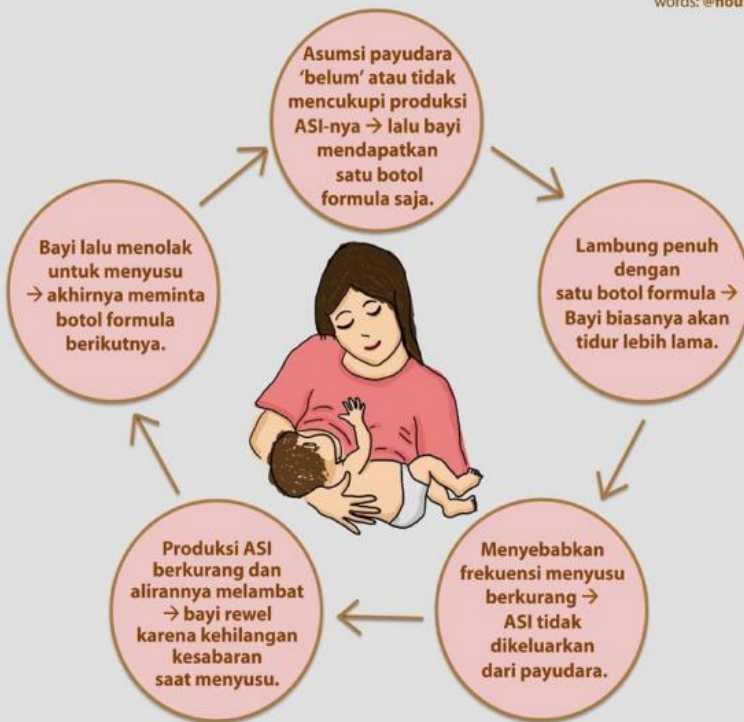 words:
Asumsi payudara
'belum' atau tidak
mencukupi produksi
ASI-nya → lalu bayi
mendapatkan
satu botol
formula saja.
Lambung penuh
dengan
satu botol formula →
Bayi biasanya akan
tidur lebih lama.
Menyebabkan
frekuensi menyusu
berkurang →
ASI tidak
dikeluarkan
dari payudara.
Produksi ASI
berkurang dan
alirannya melambat
→ bayi rewel
karena kehilangan
kesabaran
saat menyusu.
Bayi lalu menolak
untuk menyusu
→ akhirnya meminta
botol formula
berikutnya.